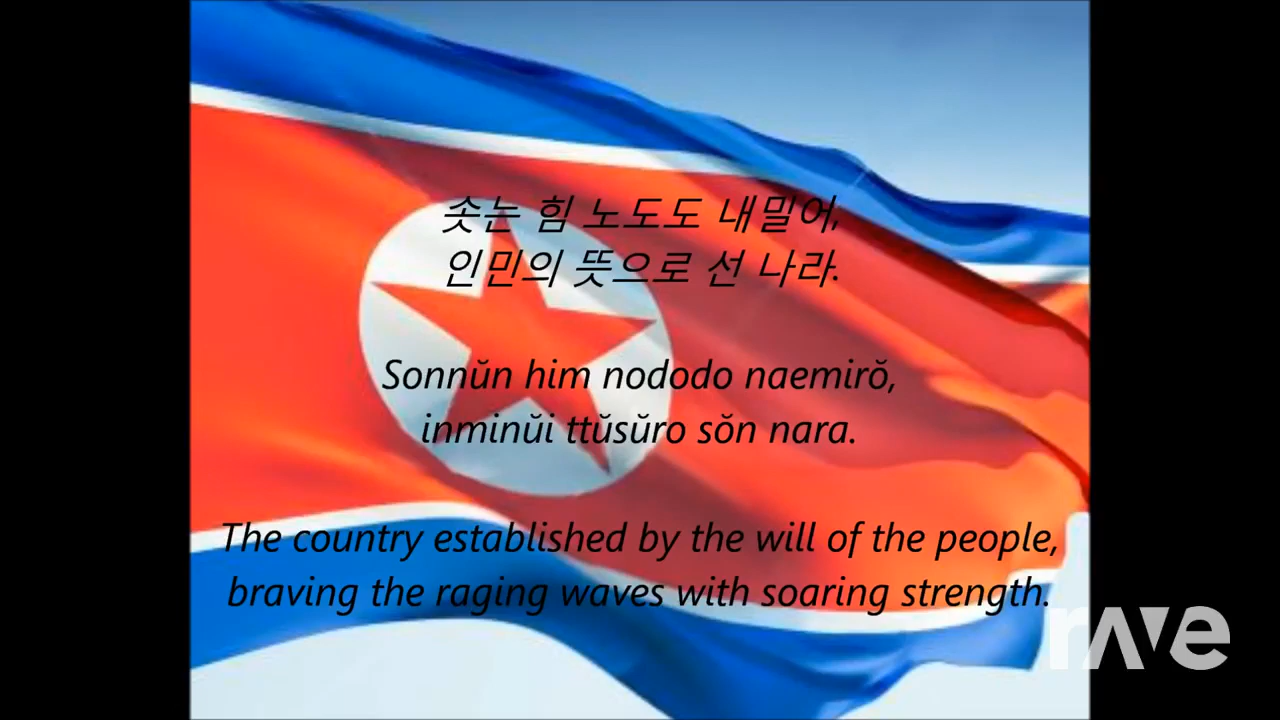 솟는 힘 노도도 내밀어,
인민의 뜻으로 선 나라.
Sonnŭn him nododo naemirŏ,
inminŭi ttŭsŭro sŏn nara.
The country established by the will of the people,
braving the raging waves with soaring strength.
rave